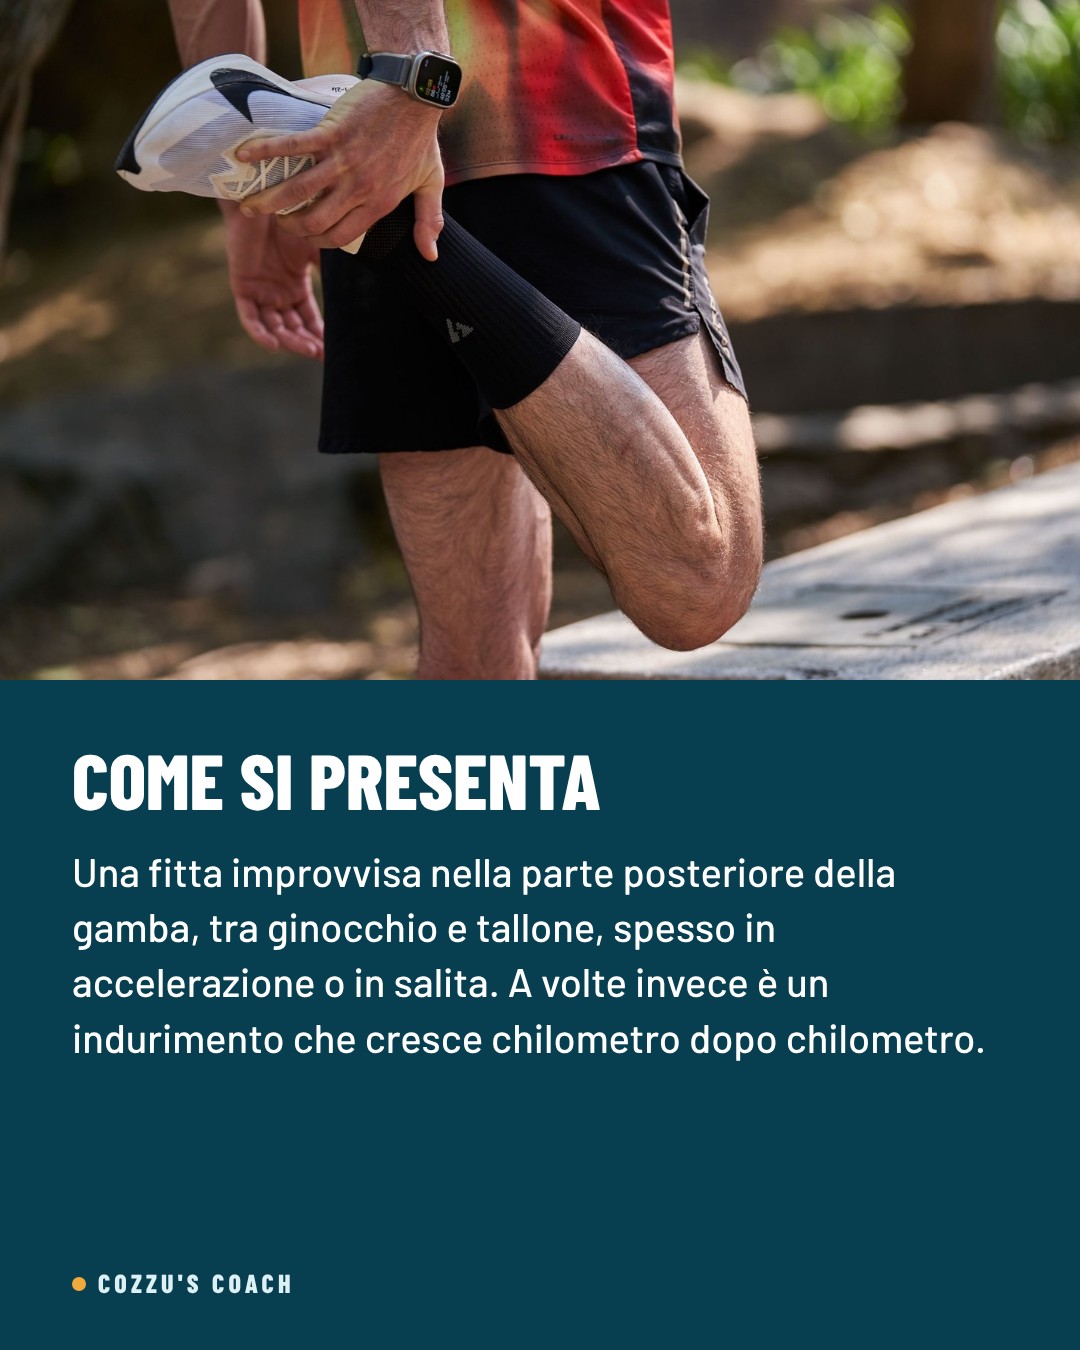 COME SI PRESENTA
Una fitta improvvisa nella parte posteriore della
gamba, tra ginocchio e tallone, spesso in
accelerazione o in salita. A volte invece è un
indurimento che cresce chilometro dopo chilometro.
COZZU'S COACH